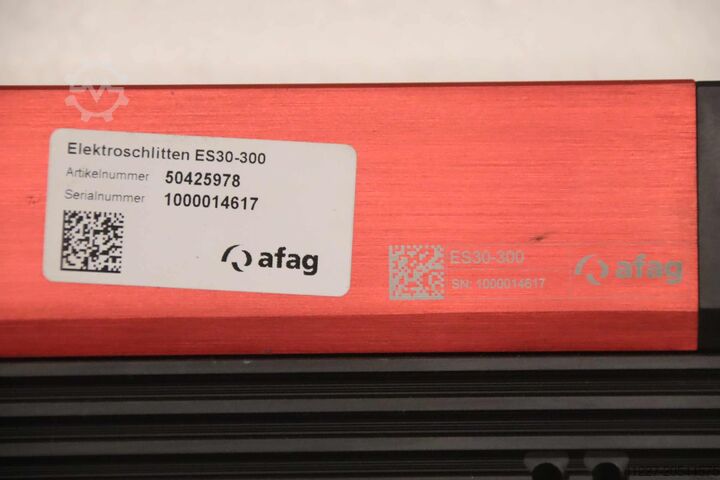 Elektroschlitten ES30-300
Artikelnummer 50425978
Serialnummer 1000014617
afag
ES30-300
SN: 1000014617
afag